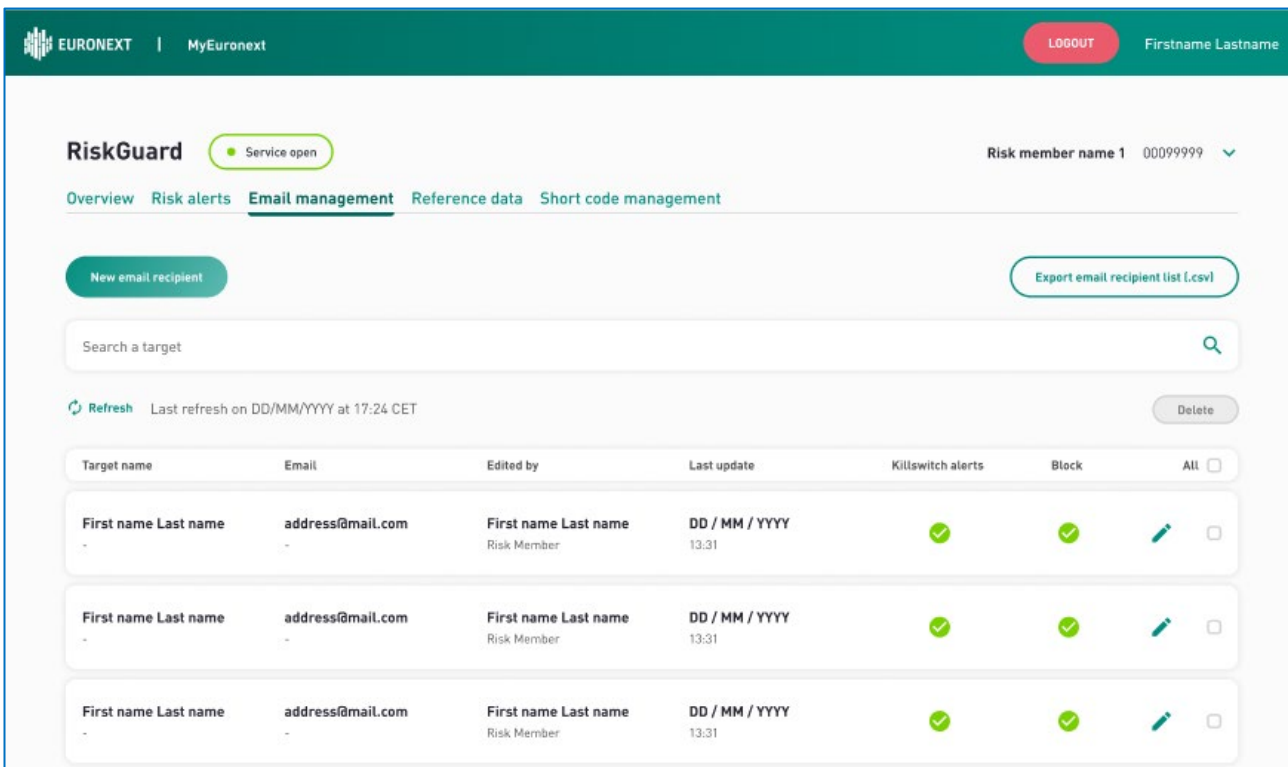 EURONEXT | MyEuronext LOGOUT Firstname Lastname
RiskGuard Service open Risk member name 1 00099999
Overview Risk alerts Email management Reference data Short code management
New email recipient Export email recipient list (.csv)
Search a target
Refresh Last refresh on DD/MM/YYYY at 17:24 CET Delete
Target name Email Edited by Last update Killswitch alerts Block All
First name Last name address@mail.com First name Last name DD / MM / YYYY
- - Risk Member 13:31
First name Last name address@mail.com First name Last name DD / MM / YYYY
- - Risk Member 13:31
First name Last name address@mail.com First name Last name DD / MM / YYYY
- - Risk Member 13:31